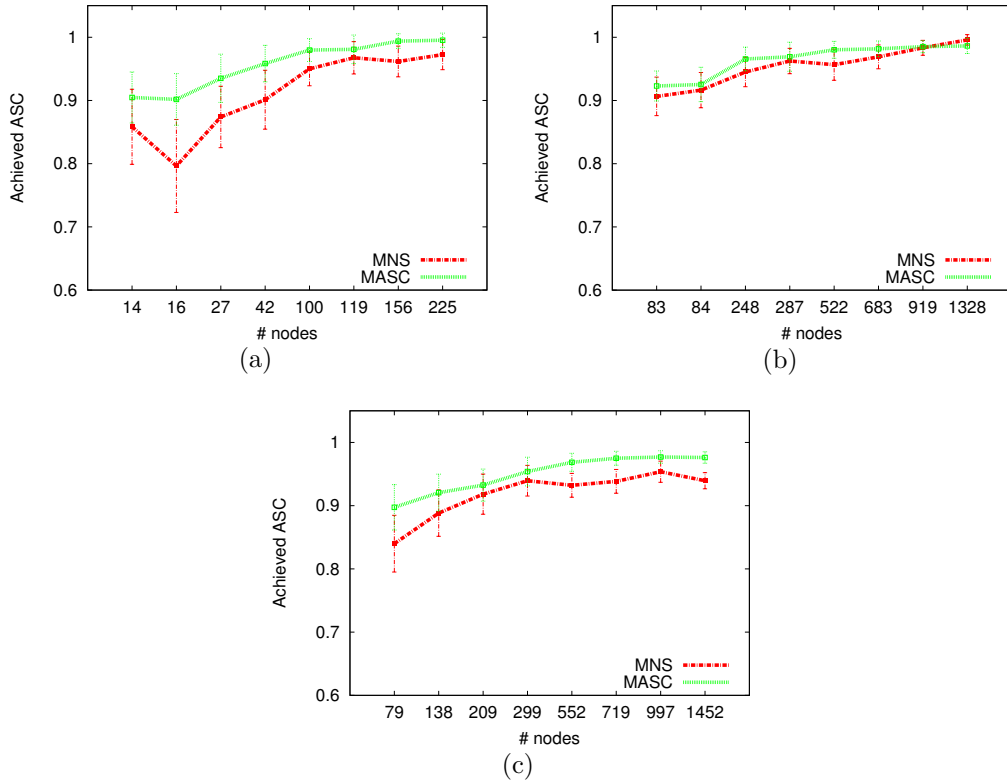 1
0.9
0.8
0.7
0.6
Achieved ASC
MNS
MASC
14 16 27 42 100 119 156 225
# nodes
(a)
1
0.9
0.8
0.7
0.6
Achieved ASC
MNS
MASC
83 84 248 287 522 683 919 1328
# nodes
(b)
1
0.9
0.8
0.7
0.6
Achieved ASC
MNS
MASC
79 138 209 299 552 719 997 1452
# nodes
(c)